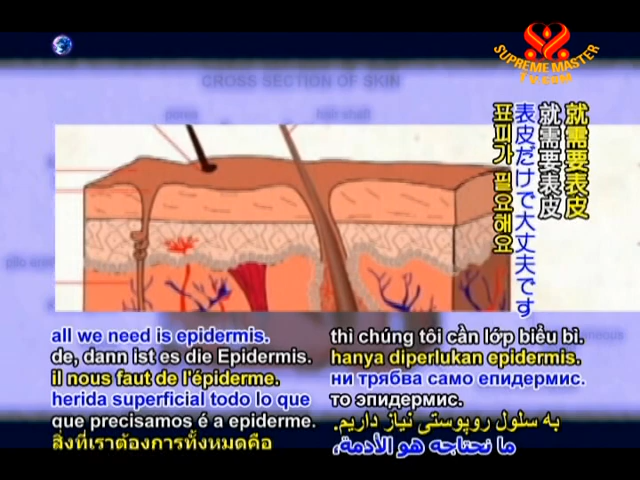 SUPREME MASTER
TV.COM
CROSS SECTION OF SKIN
hair shaft
就需要表皮
就需要表皮
表皮だけで大丈夫です
표피가 필요해요
all we need is epidermis.
de, dann ist es die Epidermis.
il nous faut de l'épiderme.
herida superficial todo lo que
que precisamos é a epiderme.
สิ่งที่เราต้องการทั้งหมดคือ
thì chúng tôi cần lớp biểu bì.
hanya diperlukan epidermis.
ни трябва само епидермис.
то эпидермис.
به سلول روپوستی نیاز داریم.
ما نحتاجه هو الأدمة،